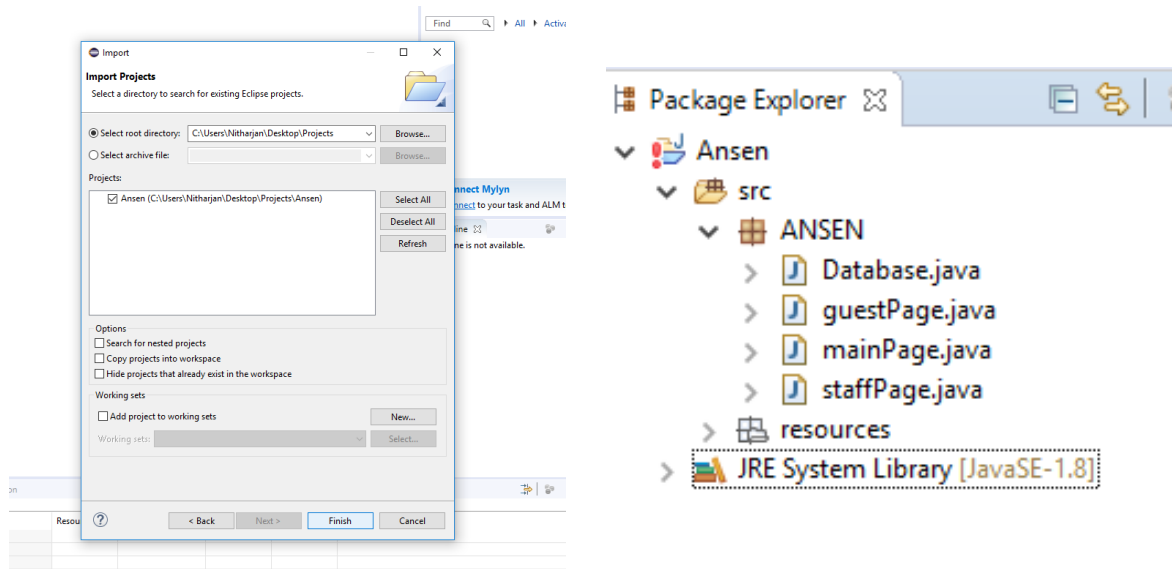 Find All Activa
Import
Import Projects
Select a directory to search for existing Eclipse projects.
Select root directory: C:\Users\Nitharjan\Desktop\Projects Browse...
Select archive file: Browse...
Projects:
Ansen (C:\Users\Nitharjan\Desktop\Projects\Ansen)
Select All
Deselect All
Refresh
Options
Search for nested projects
Copy projects into workspace
Hide projects that already exist in the workspace
Working sets
Add project to working sets New...
Working sets: Select...
? < Back Next > Finish Cancel
nnect Mylyn
nnect to your task and ALM t
line
ne is not available.
on
Resou
Package Explorer
Ansen
src
ANSEN
Database.java
guestPage.java
mainPage.java
staffPage.java
resources
JRE System Library [JavaSE-1.8]